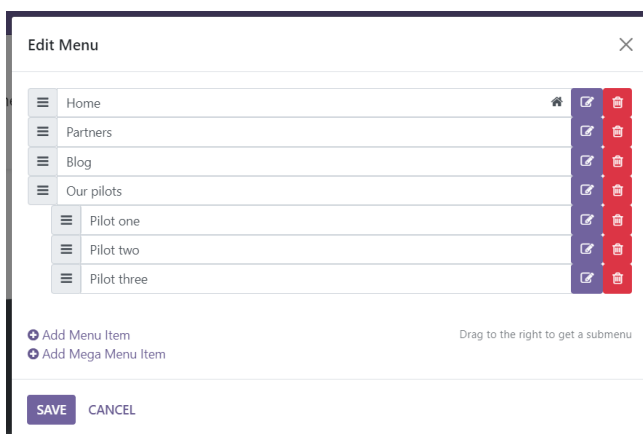 Edit Menu
Home
Partners
Blog
Our pilots
Pilot one
Pilot two
Pilot three
Add Menu Item
Drag to the right to get a submenu
Add Mega Menu Item
SAVE CANCEL